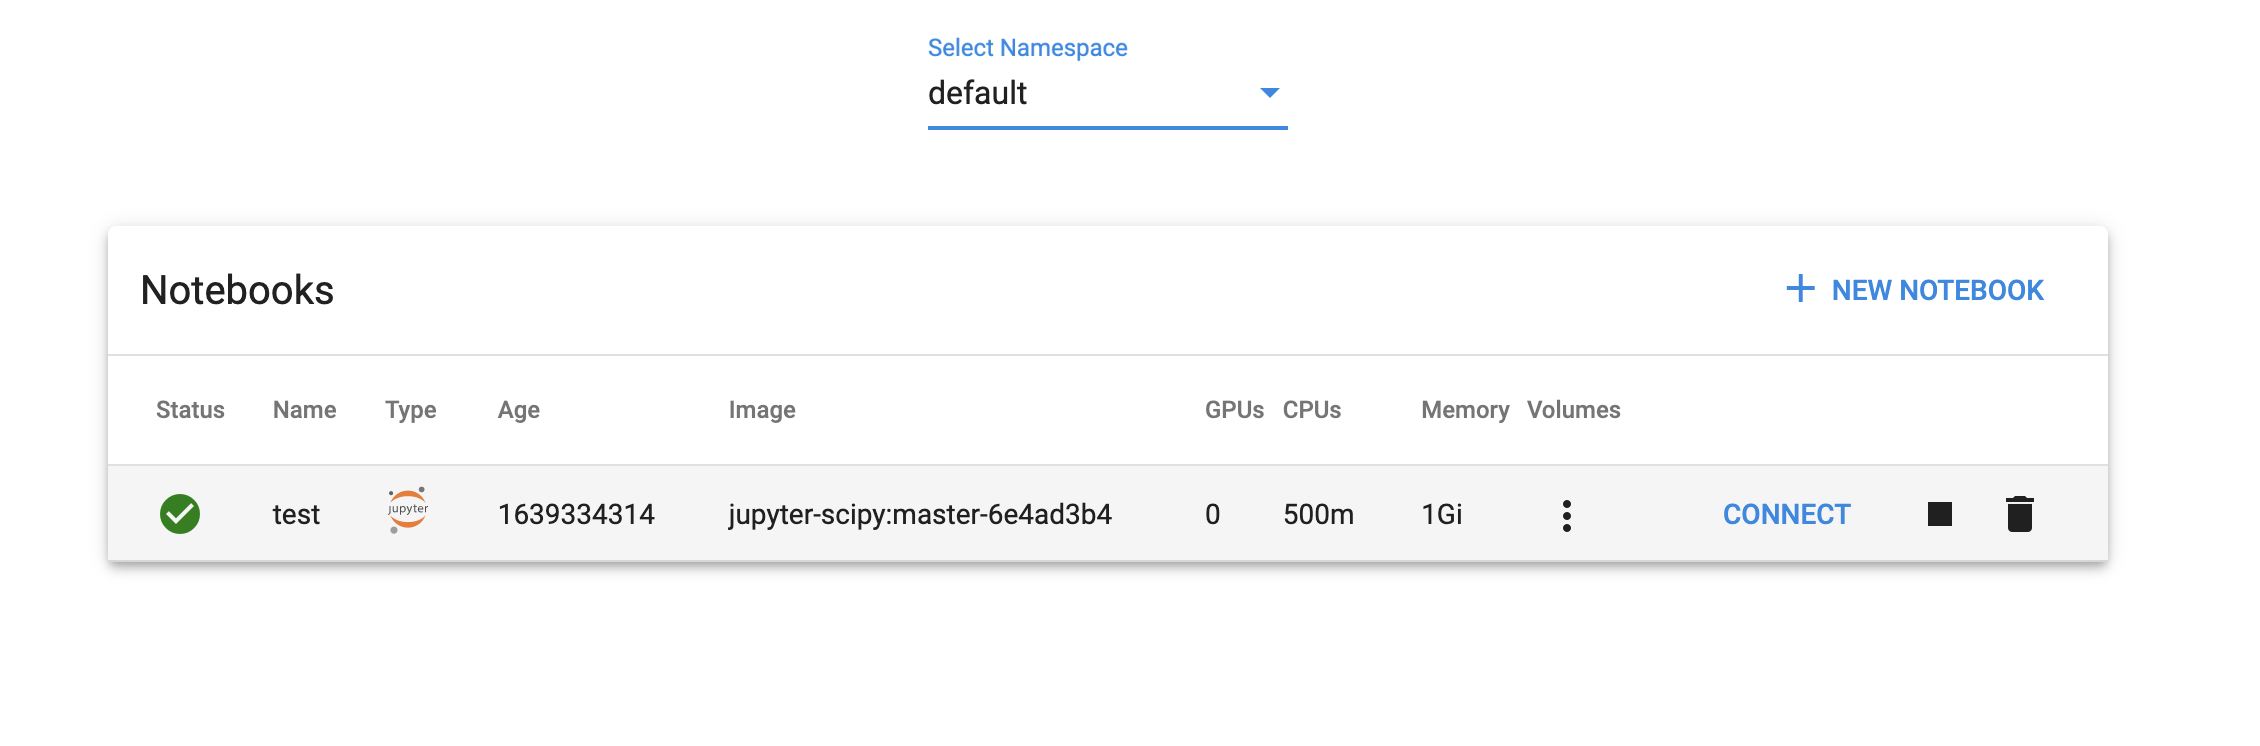 Select Namespace
default
Notebooks
NEW NOTEBOOK
Status Name Type Age Image GPUs CPUs Memory Volumes
test jupyter 1639334314 jupyter-scipy:master-6e4ad3b4 0 500m 1Gi CONNECT